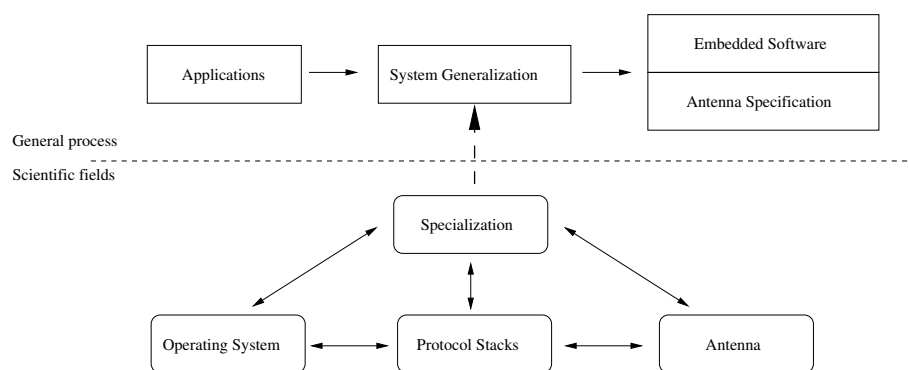 Embedded Software
Applications
System Generalization
Antenna Specification
General process
Scientific fields
Specialization
Operating System
Protocol Stacks
Antenna